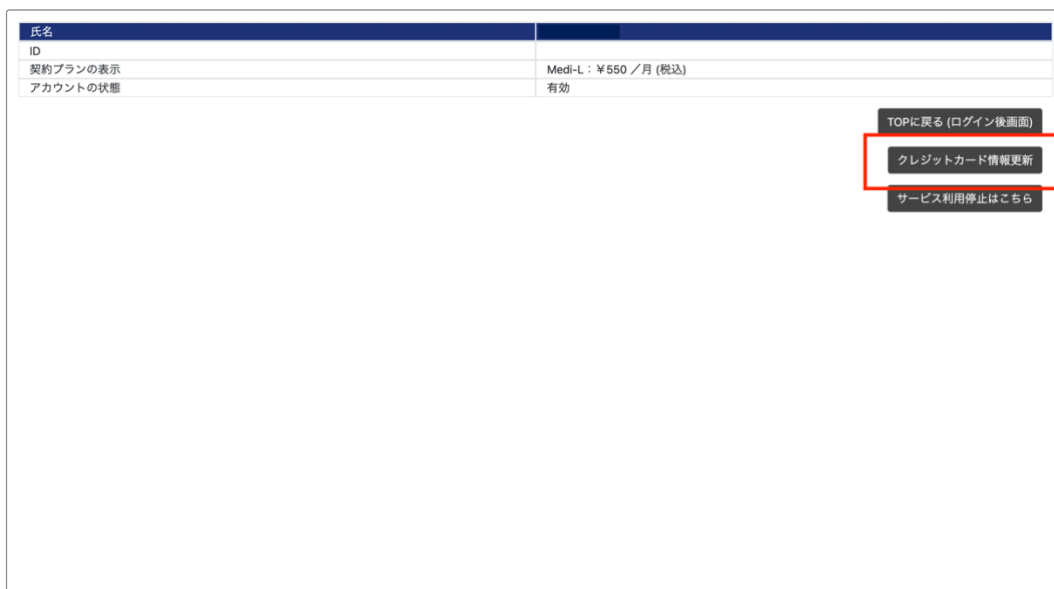 氏名
ID
契約プランの表示 Medi-L：￥550 ／月 (税込)
アカウントの状態 有効
TOPに戻る (ログイン後画面)
クレジットカード情報更新
サービス利用停止はこちら